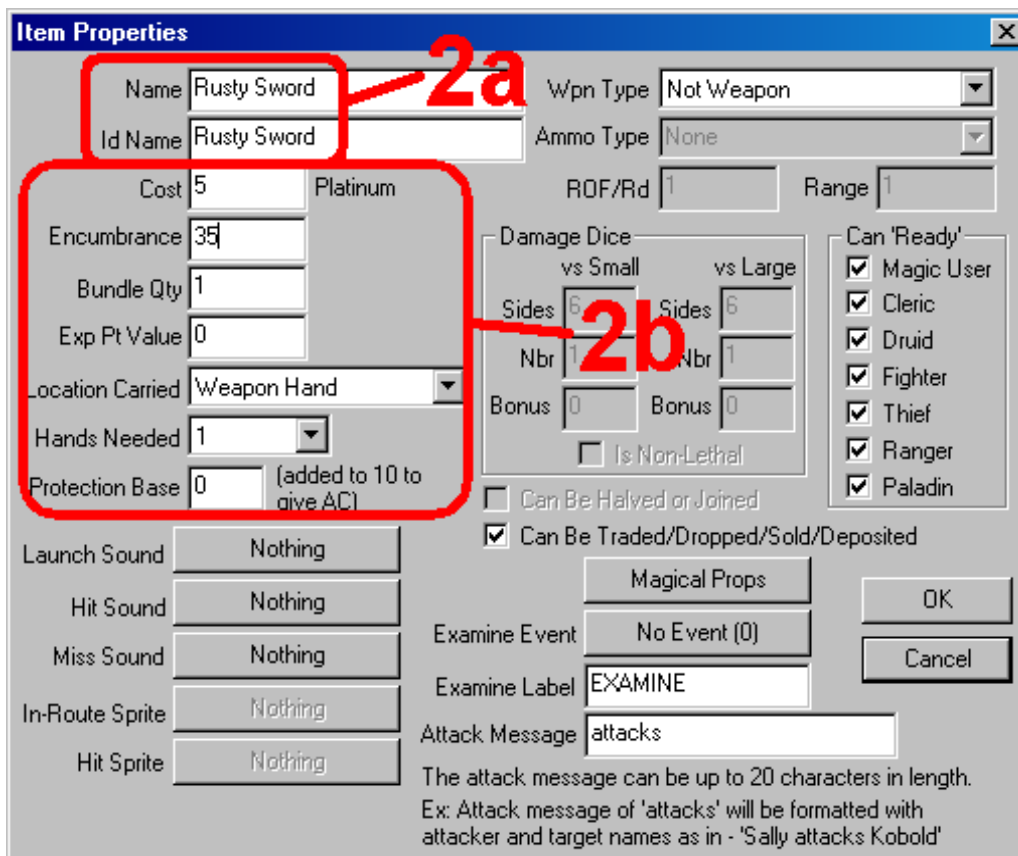 Item Properties
Name Rusty Sword
2a
Id Name Rusty Sword
Cost 5 Platinum
Encumbrance 35
Bundle Qty 1
Exp Pt Value 0
Location Carried Weapon Hand
Hands Needed 1
Protection Base 0 (added to 10 to
give AC)
2b
Wpn Type Not Weapon
Ammo Type None
ROF/Rd 1 Range 1
Damage Dice
vs Small vs Large
Sides 6 Sides 6
Nbr 1 Nbr 1
Bonus 0 Bonus 0
Is Non-Lethal
Can 'Ready'
Magic User
Cleric
Druid
Fighter
Thief
Ranger
Paladin
Can Be Halved or Joined
Can Be Traded/Dropped/Sold/Deposited
Launch Sound Nothing
Hit Sound Nothing
Miss Sound Nothing
In-Route Sprite Nothing
Hit Sprite Nothing
Magical Props
Examine Event No Event (0)
Examine Label EXAMINE
Attack Message attacks
OK
Cancel
The attack message can be up to 20 characters in length.
Ex: Attack message of 'attacks' will be formatted with
attacker and target names as in - 'Sally attacks Kobold'